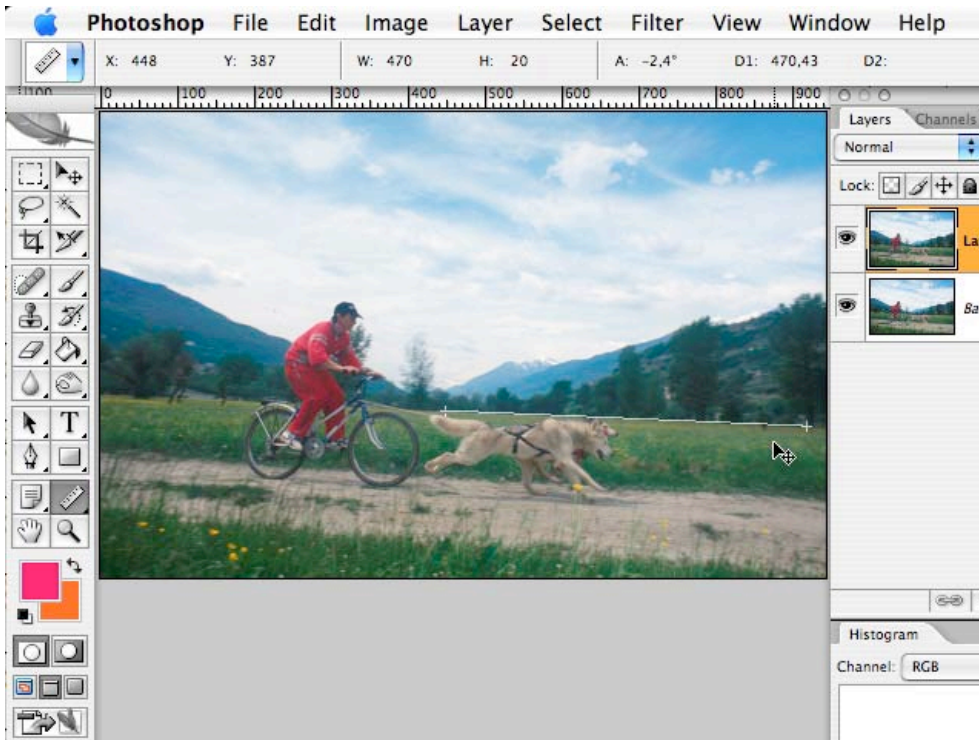 Photoshop File Edit Image Layer Select Filter View Window Help
X: 448 Y: 387 W: 470 H: 20 A: -2,4° D1: 470,43 D2:
100 0 100 200 300 400 500 600 700 800 900
Layers Channels
Normal
Lock:
La
Ba
T
Histogram
Channel: RGB